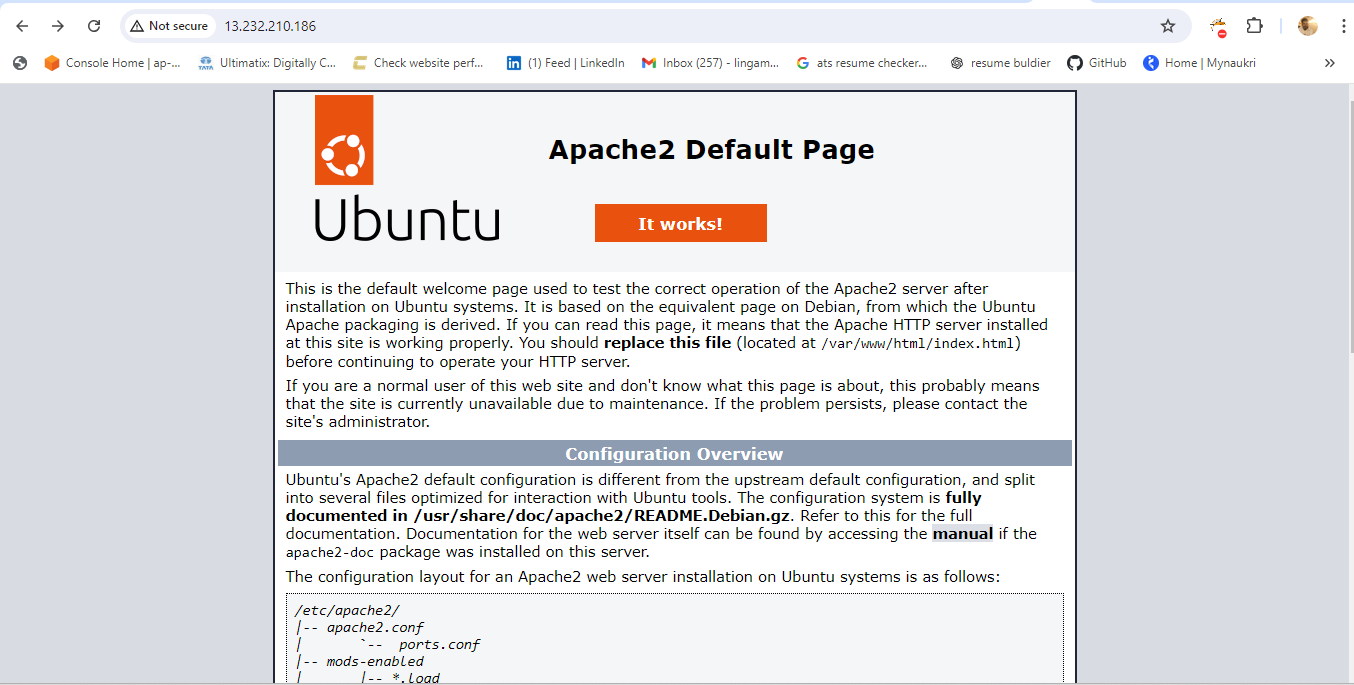 Not secure 13.232.210.186
Console Home | ap-... Ultimatix: Digitally C... Check website perf... (1) Feed | LinkedIn Inbox (257) - lingam... ats resume checker... resume buldier GitHub Home | Mynaukri
TATA
Apache2 Default Page
Ubuntu
It works!
This is the default welcome page used to test the correct operation of the Apache2 server after
installation on Ubuntu systems. It is based on the equivalent page on Debian, from which the Ubuntu
Apache packaging is derived. If you can read this page, it means that the Apache HTTP server installed
at this site is working properly. You should replace this file (located at /var/www/html/index.html)
before continuing to operate your HTTP server.
If you are a normal user of this web site and don't know what this page is about, this probably means
that the site is currently unavailable due to maintenance. If the problem persists, please contact the
site's administrator.
Configuration Overview
Ubuntu's Apache2 default configuration is different from the upstream default configuration, and split
into several files optimized for interaction with Ubuntu tools. The configuration system is fully
documented in /usr/share/doc/apache2/README.Debian.gz. Refer to this for the full
documentation. Documentation for the web server itself can be found by accessing the manual if the
apache2-doc package was installed on this server.
The configuration layout for an Apache2 web server installation on Ubuntu systems is as follows:
/etc/apache2/
|-- apache2.conf
|       `--  ports.conf
|-- mods-enabled
|       |-- *.load